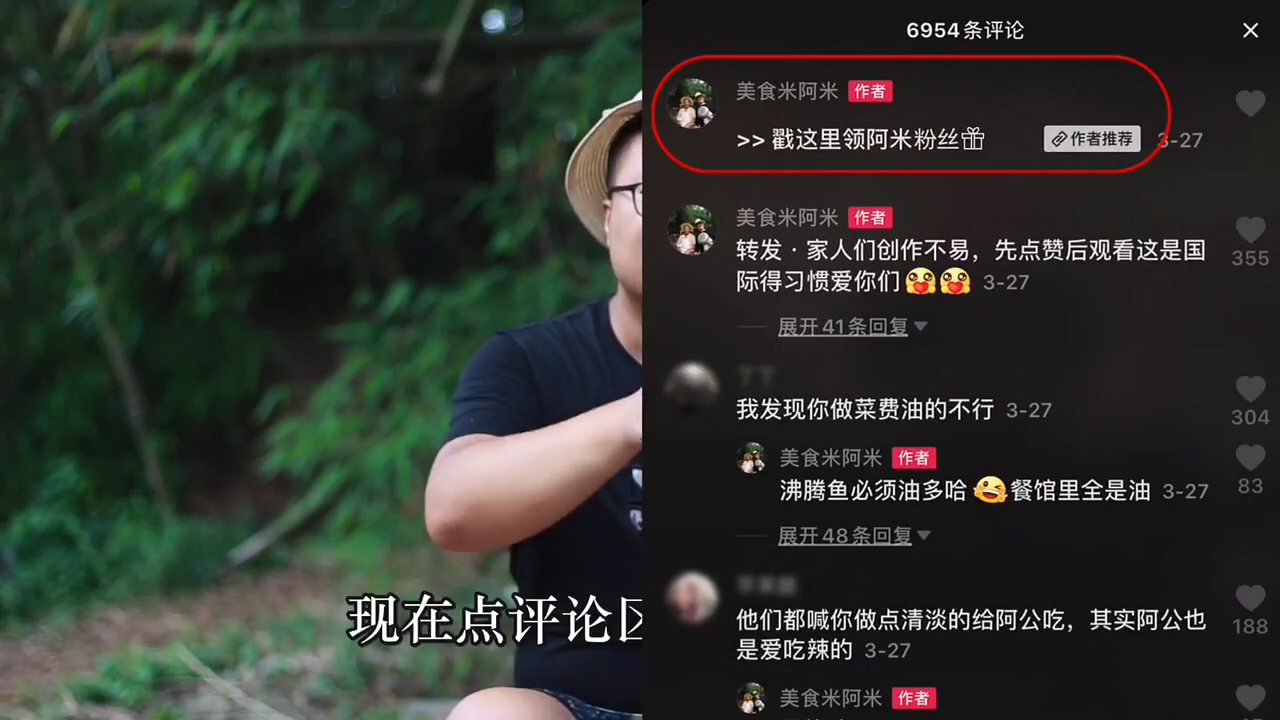 6954条评论
美食米阿米 作者
>> 戳这里领阿米粉丝 作者推荐 3-27
美食米阿米 作者
转发·家人们创作不易，先点赞后观看这是国
际得习惯爱你们 3-27
355
展开41条回复
我发现你做菜费油的不行 3-27
304
美食米阿米 作者
沸腾鱼必须油多哈 餐馆里全是油 3-27
83
展开48条回复
他们都喊你做点清淡的给阿公吃，其实阿公也
是爱吃辣的 3-27
188
美食米阿米 作者
现在点评论